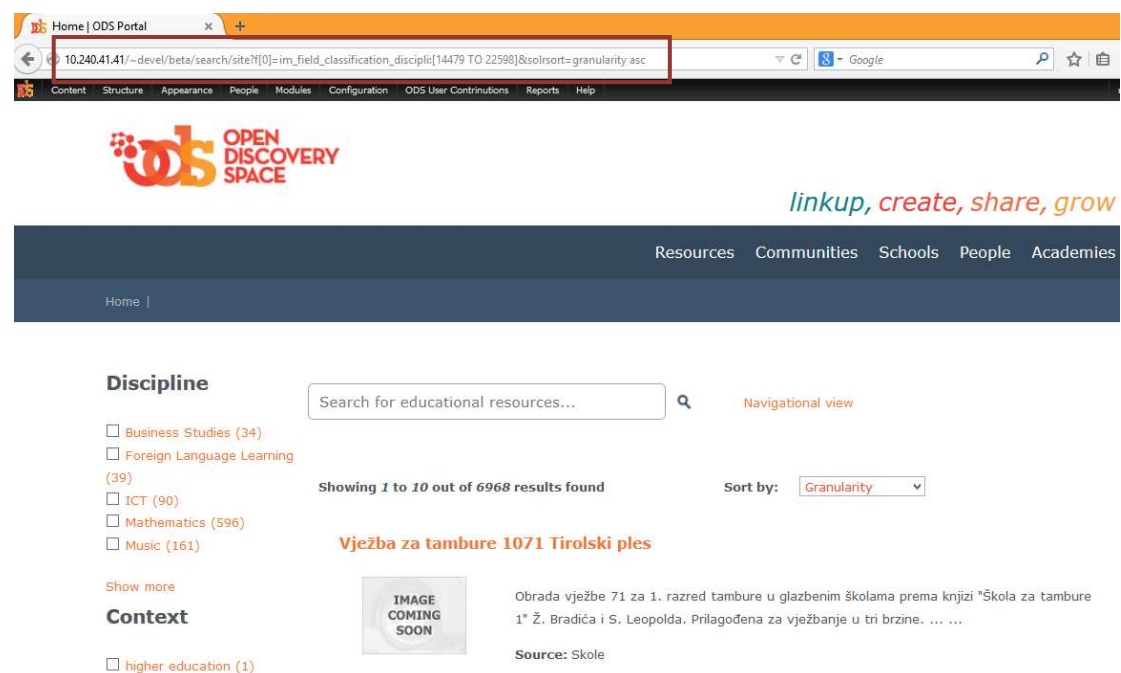 Home | ODS Portal
10.240.41.41/~devel/beta/search/site?f[0]=im_field_classification_discipli:[14479 TO 22598]&solrsort=granularity asc
Google
Content Structure Appearance People Modules Configuration ODS User Contrinutions Reports Help
ods OPEN
DISCOVERY
SPACE
linkup, create, share, grow
Resources Communities Schools People Academies
Home |
Discipline
Search for educational resources...
Navigational view
Business Studies (34)
Foreign Language Learning
(39)
ICT (90)
Mathematics (596)
Music (161)
Show more
Showing 1 to 10 out of 6968 results found
Sort by: Granularity
Vježba za tambure 1071 Tirolski ples
IMAGE
COMING
SOON
Obrada vježbe 71 za 1. razred tambure u glazbenim školama prema knjizi "Škola za tambure
1" Ž. Bradića i S. Leopolda. Prilagođena za vježbanje u tri brzine. ... ...
Source: Skole
Context
higher education (1)